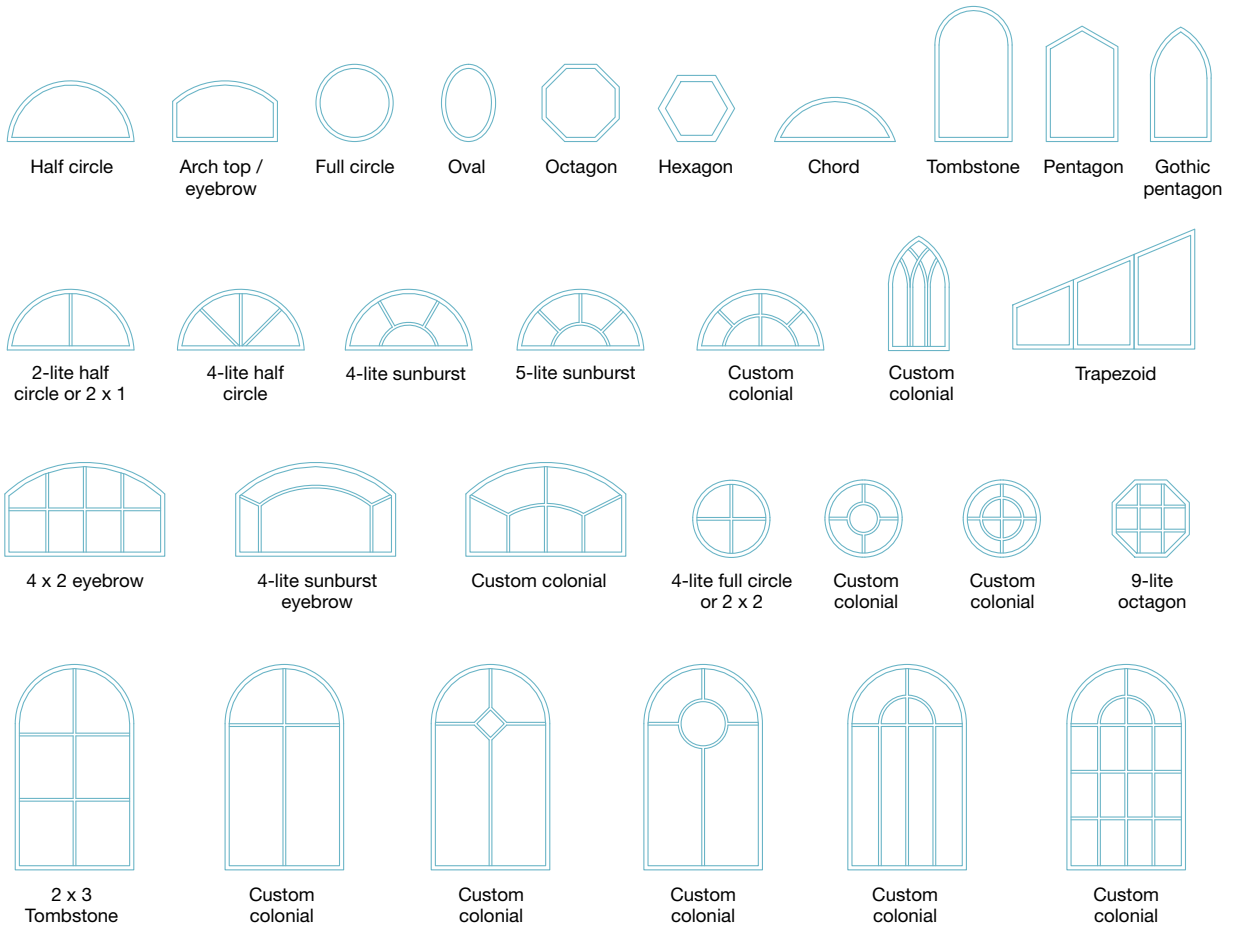 Half circle
Arch top /
eyebrow
Full circle
Oval
Octagon
Hexagon
Chord
Tombstone
Pentagon
Gothic
pentagon
2-lite half
circle or 2 x 1
4-lite half
circle
4-lite sunburst
5-lite sunburst
Custom
colonial
Custom
colonial
Trapezoid
4 x 2 eyebrow
4-lite sunburst
eyebrow
Custom colonial
4-lite full circle
or 2 x 2
Custom
colonial
Custom
colonial
9-lite
octagon
2 x 3
Tombstone
Custom
colonial
Custom
colonial
Custom
colonial
Custom
colonial
Custom
colonial